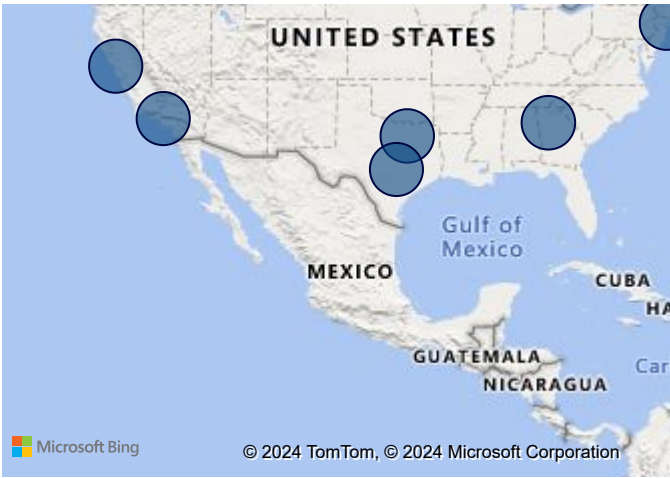 UNITED STATES
Gulf of
Mexico
MEXICO
CUBA
HA
GUATEMALA
Car
NICARAGUA
Microsoft Bing
© 2024 TomTom, © 2024 Microsoft Corporation